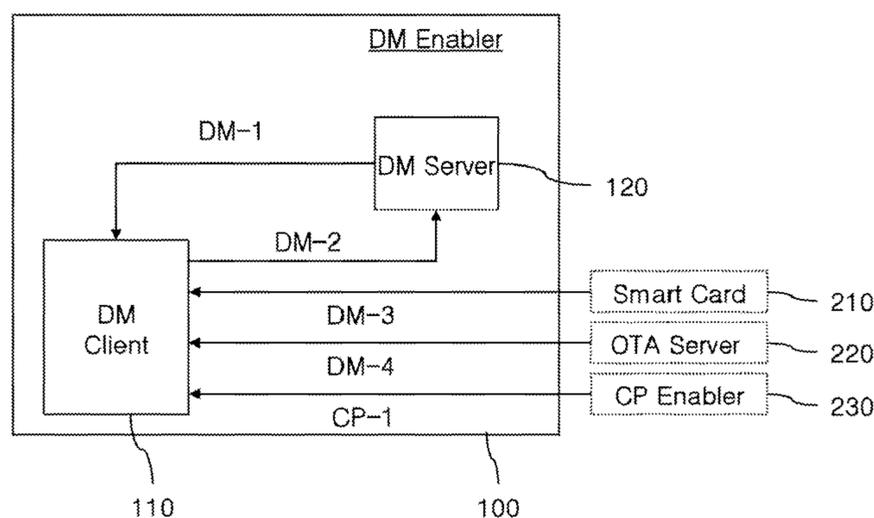 DM Enabler
DM-1
DM Server
120
DM-2
DM
Client
Smart Card
210
DM-3
OTA Server
220
DM-4
CP Enabler
230
CP-1
110
100